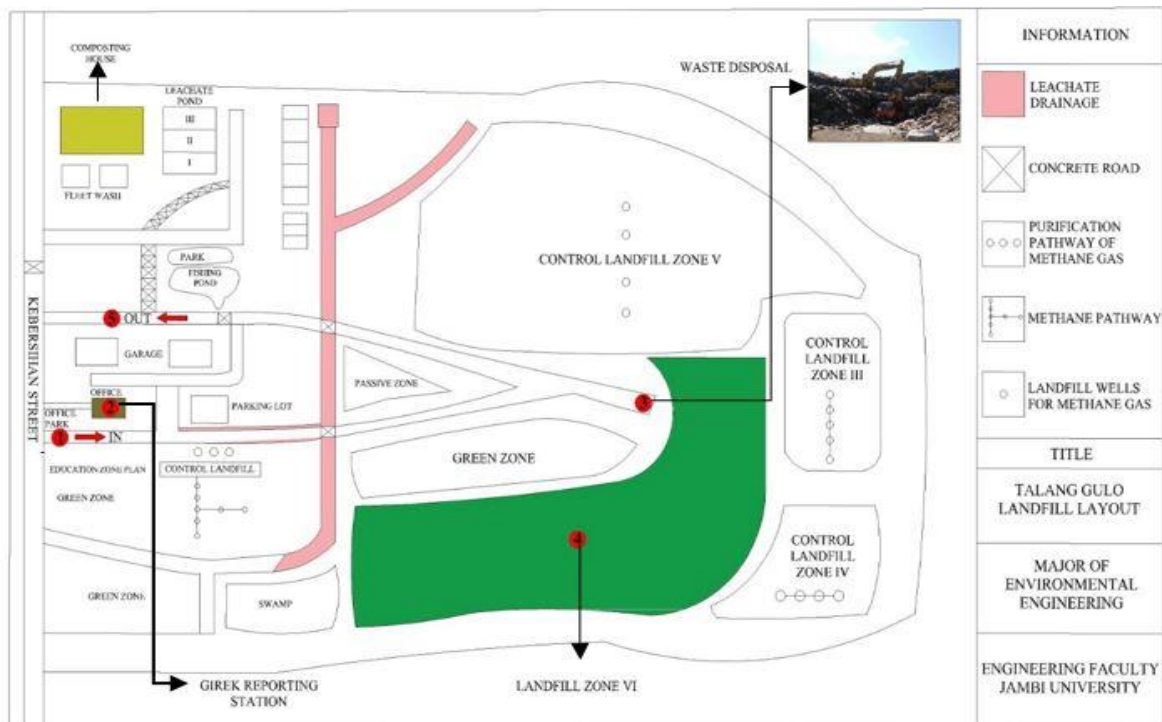 COMPOSTING
HOUSE
LEACHATE
POND
III
II
I
FLEET WASH
PARK
FISHING
POND
KEBERSIHAN STREET
5 OUT
GARAGE
OFFICE
2
PARKING LOT
OFFICE
PARK
1 IN
EDUCATION ZONE PLAN
GREEN ZONE
CONTROL LANDFILL
GREEN ZONE
SWAMP
GIREK REPORTING
STATION
WASTE DISPOSAL
CONTROL LANDFILL ZONE V
PASSIVE ZONE
3
GREEN ZONE
4
LANDFILL ZONE VI
CONTROL
LANDFILL
ZONE III
CONTROL
LANDFILL
ZONE IV
INFORMATION
LEACHATE
DRAINAGE
CONCRETE ROAD
PURIFICATION
PATHWAY OF
METHANE GAS
METHANE PATHWAY
LANDFILL WELLS
FOR METHANE GAS
TITLE
TALANG GULO
LANDFILL LAYOUT
MAJOR OF
ENVIRONMENTAL
ENGINEERING
ENGINEERING FACULTY
JAMBI UNIVERSITY